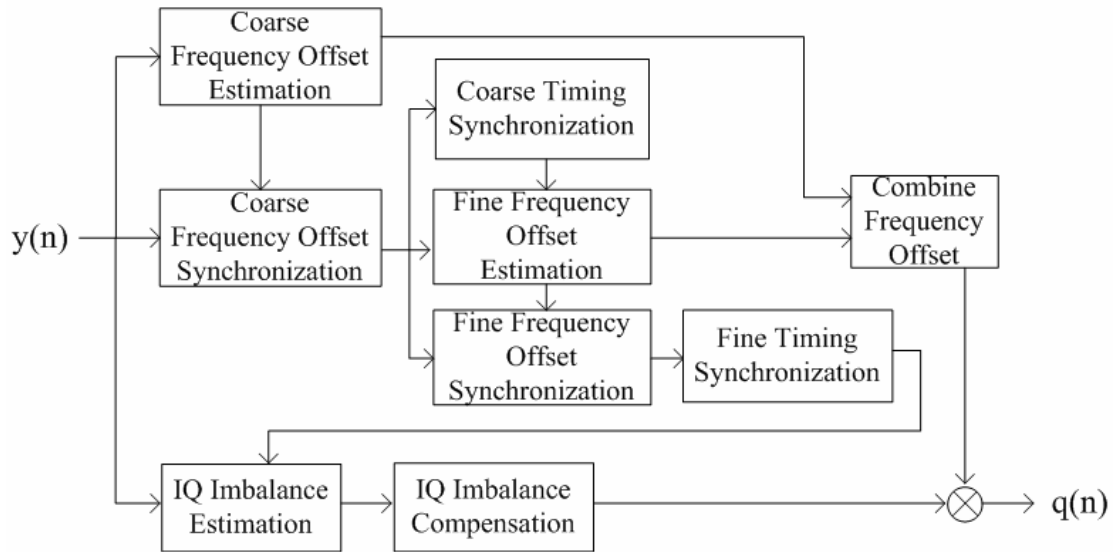 Coarse
Frequency Offset
Estimation
Coarse Timing
Synchronization
y(n)
Coarse
Frequency Offset
Synchronization
Fine Frequency
Offset
Estimation
Combine
Frequency
Offset
Fine Frequency
Offset
Synchronization
Fine Timing
Synchronization
IQ Imbalance
Estimation
IQ Imbalance
Compensation
q(n)